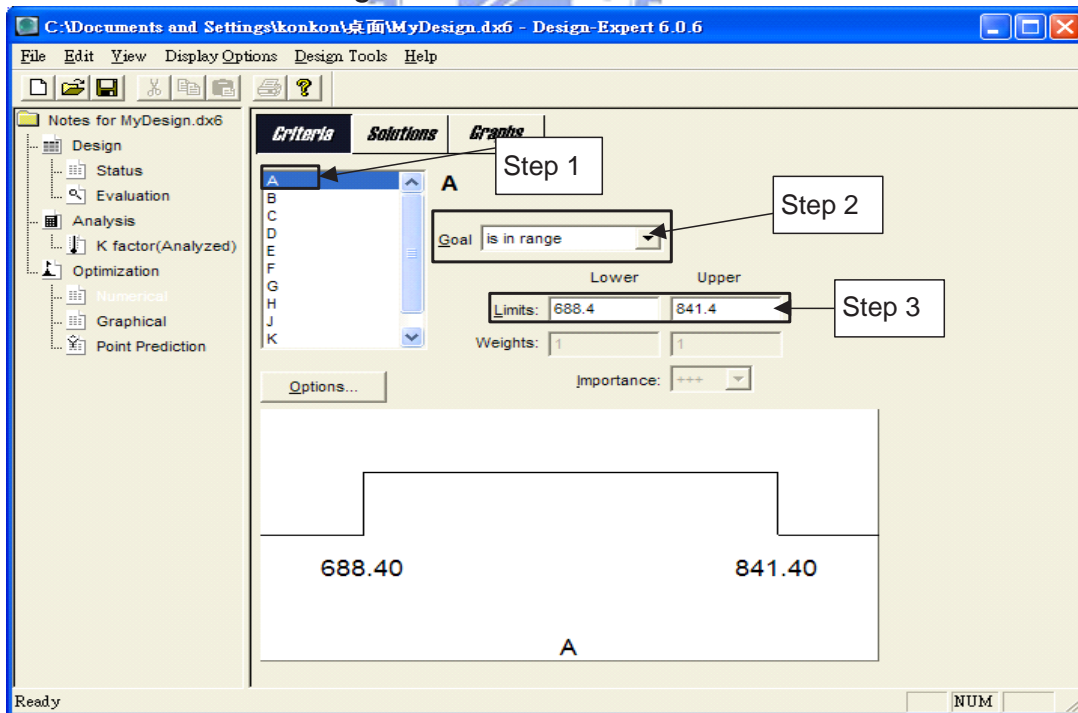 C:\Documents and Settings\konkon\桌面\MyDesign.dx6 - Design-Expert 6.0.6
File Edit View Display Options Design Tools Help
Notes for MyDesign.dx6
Design
Status
Evaluation
Analysis
K factor(Analyzed)
Optimization
Numerical
Graphical
Point Prediction
Criteria Solutions Graphs
Step 1
A
B
C
D
E
F
G
H
J
K
A
Step 2
Goal is in range
Lower Upper
Limits: 688.4 841.4
Step 3
Weights: 1 1
Importance: +++
Options...
688.40 841.40
A
Ready NUM